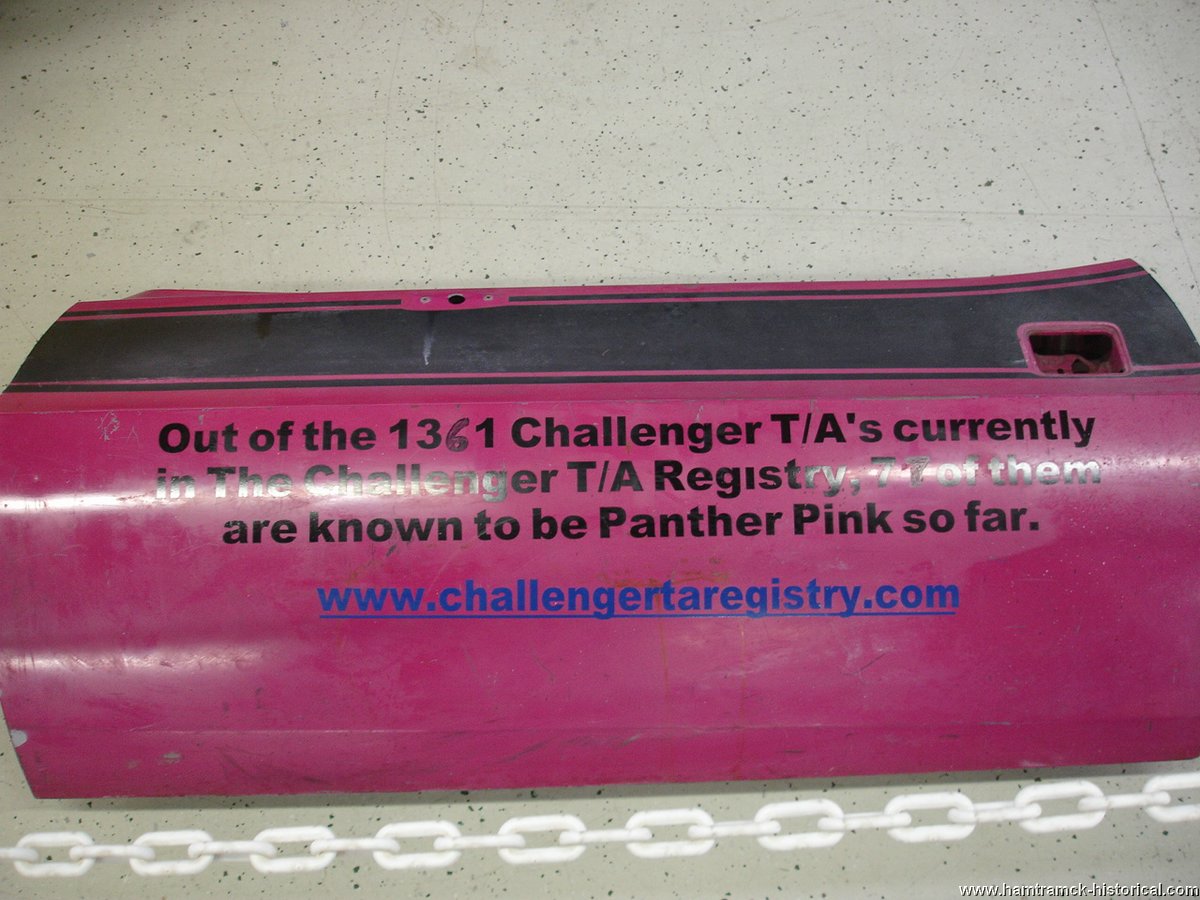 Out of the 1361 Challenger T/A's currently
in The Challenger T/A Registry, 77 of them
are known to be Panther Pink so far.
www.challengertaregistry.com
www.hamtramck-historical.com